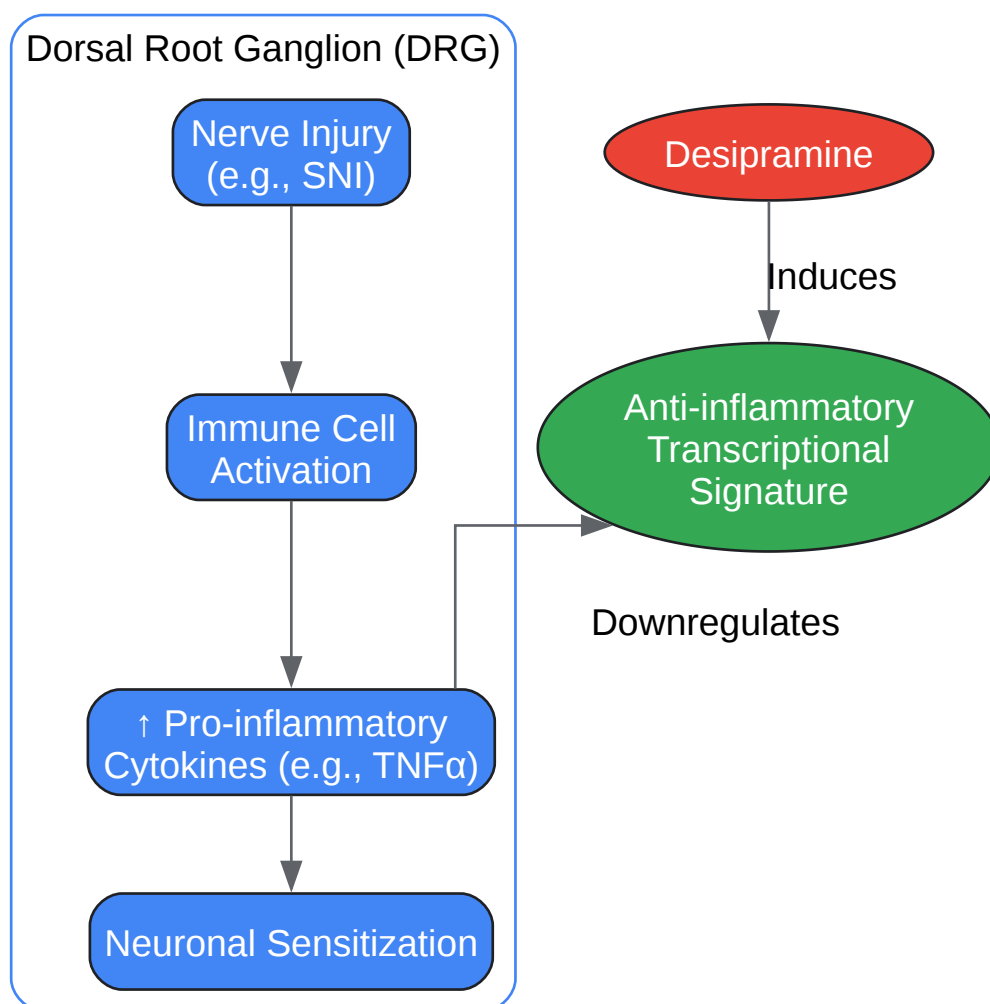 Dorsal Root Ganglion (DRG)
Nerve Injury
(e.g., SNI)
Desipramine
Induces
Immune Cell
Activation
Anti-inflammatory
Transcriptional
Signature
Downregulates
↑ Pro-inflammatory
Cytokines (e.g., TNFα)
Neuronal Sensitization